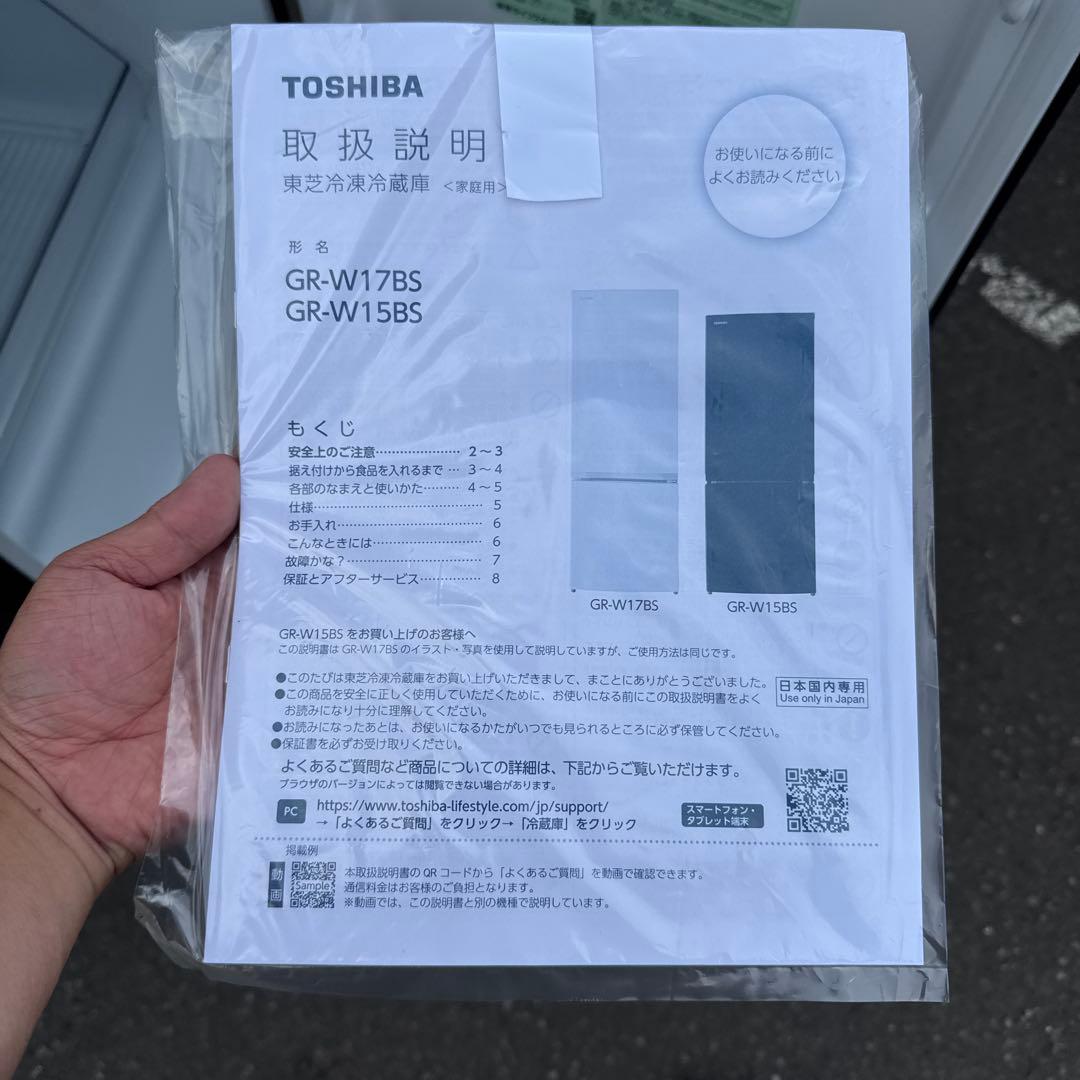 TOSHIBA
取扱説明
東芝冷凍冷蔵庫 <家庭用>
お使いになる前に
よくお読みください
形名
GR-W17BS
GR-W15BS
TOSHIBA
もくじ
安全上のご注意………………… 2～3
据え付けから食品を入れるまで … 3～4
各部のなまえと使いかた……… 4～5
仕様…………………………………… 5
お手入れ……………………………… 6
こんなときには……………………… 6
故障かな？…………………………… 7
保証とアフターサービス…………… 8
GR-W17BS
GR-W15BS
GR-W15BS をお買い上げのお客様へ
この説明書は GR-W17BS のイラスト・写真を使用して説明していますが、ご使用方法は同じです。
●このたびは東芝冷凍冷蔵庫をお買い上げいただきまして、まことにありがとうございました。
●この商品を安全に正しく使用していただくために、お使いになる前にこの取扱説明書をよく
お読みになり十分に理解してください。
●お読みになったあとは、お使いになるかたがいつでも見られるところに必ず保管してください。
●保証書を必ずお受け取りください。
日本国内専用
Use only in Japan
よくあるご質問など商品についての詳細は、下記からご覧いただけます。
ブラウザのバージョンによっては閲覧できない場合があります。
PC
https://www.toshiba-lifestyle.com/jp/support/
→「よくあるご質問」をクリック→「冷蔵庫」をクリック
スマートフォン・
タブレット端末
掲載例
動画
Sample
本取扱説明書の QR コードから「よくあるご質問」を動画で確認できます。
通信料金はお客様のご負担となります。
※動画では、この説明書と別の機種で説明しています。